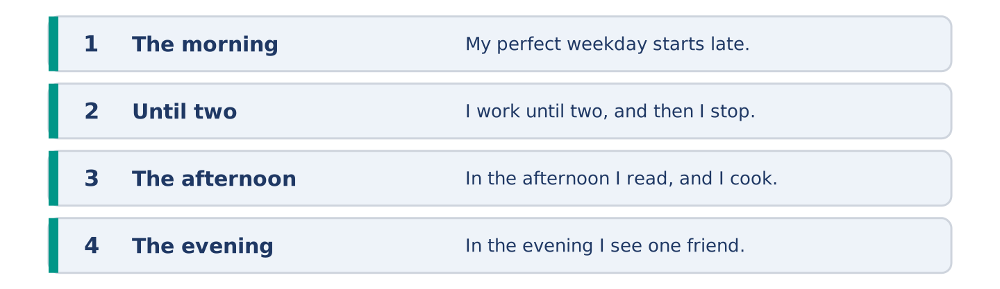 1 The morning My perfect weekday starts late.
2 Until two I work until two, and then I stop.
3 The afternoon In the afternoon I read, and I cook.
4 The evening In the evening I see one friend.